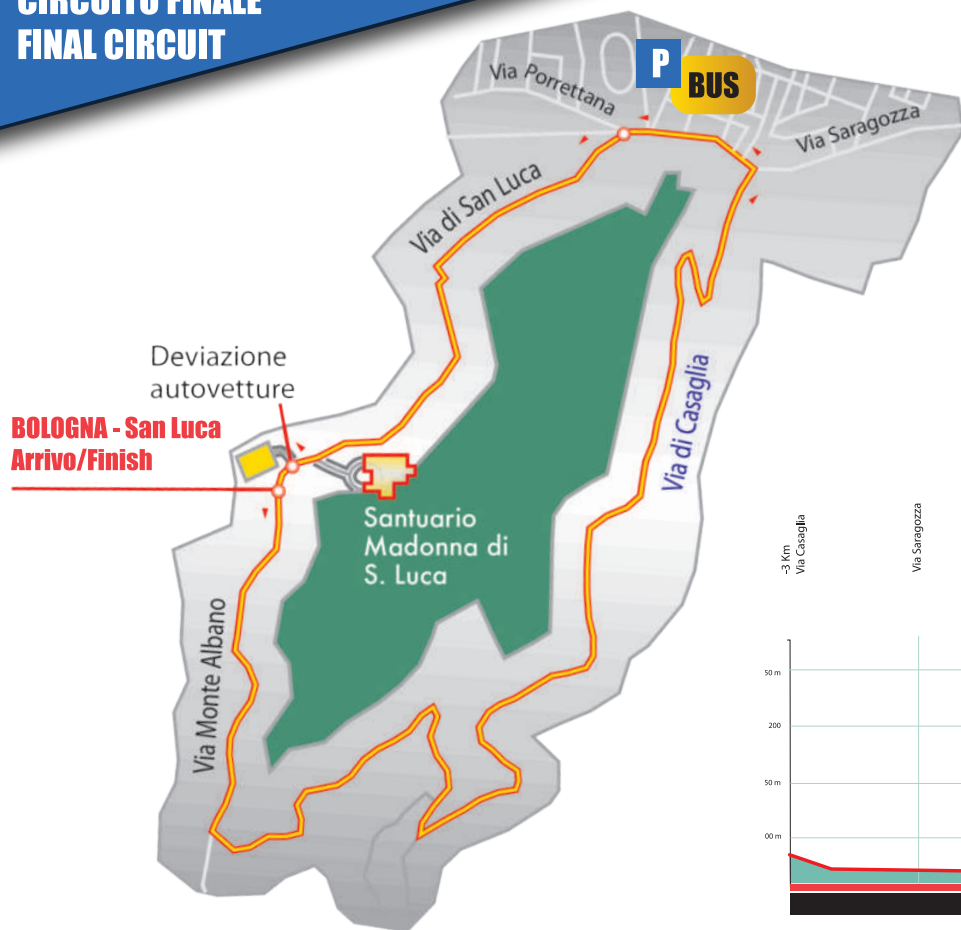 CIRCUITO FINALE
FINAL CIRCUIT
P
BUS
Via Porrettana
Via Saragozza
Via di San Luca
Deviazione
autovetture
BOLOGNA - San Luca
Arrivo/Finish
Via di Casaglia
Santuario
Madonna di
S. Luca
Via Monte Albano
-3 Km
Via Casaglia
Via Saragozza
50 m
200
50 m
00 m